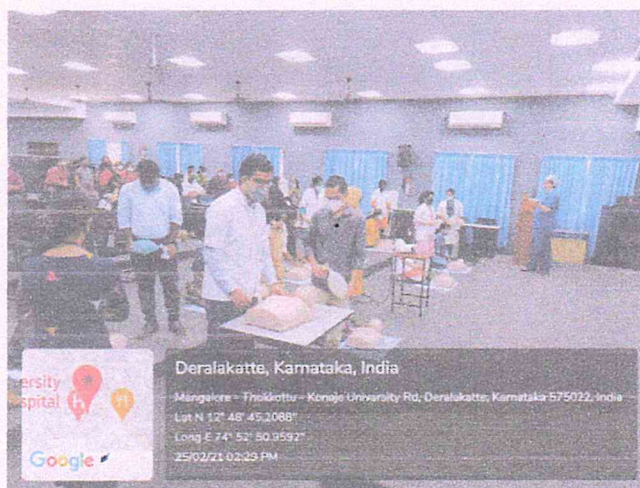 ersity
spital
Google
Deralakatte, Karnataka, India
Mangalore - Thokkottu - Konaje University Rd, Deralakatte, Karnataka 575022, India
Lat N 12° 48' 45.2088"
Long E 74° 52' 50.9592"
25/02/21 02:29 PM